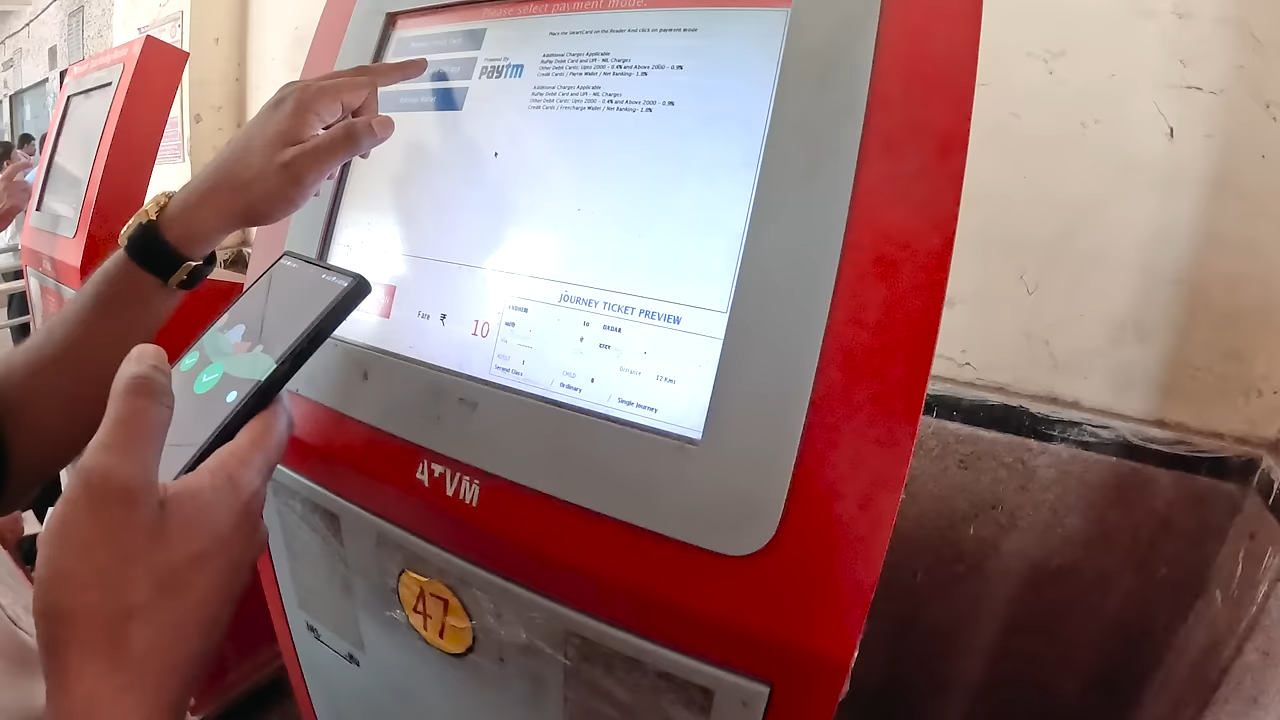 Please select payment mode.
Place the SmartCard on the Reader And click on payment mode
Powered By
Paytm
Additional Charges Applicable
RuPay Debit Card and UPI - NIL Charges
Other Debit Cards: Upto 2000 - 0.4% and Above 2000 - 0.9%
Credit Cards / Paytm Wallet / Net Banking- 1.8%
Additional Charges Applicable
RuPay Debit Card and UPI - NIL Charges
Other Debit Cards: Upto 2000 - 0.4% and Above 2000 - 0.9%
Credit Cards / Freecharge Wallet / Net Banking- 1.8%
Fare ₹ 10
JOURNEY TICKET PREVIEW
to DADAR
से दादर
Distance 12 Kms
ADULT 1 CHILD 0
Second Class / Ordinary / Single Journey
ATVM
47